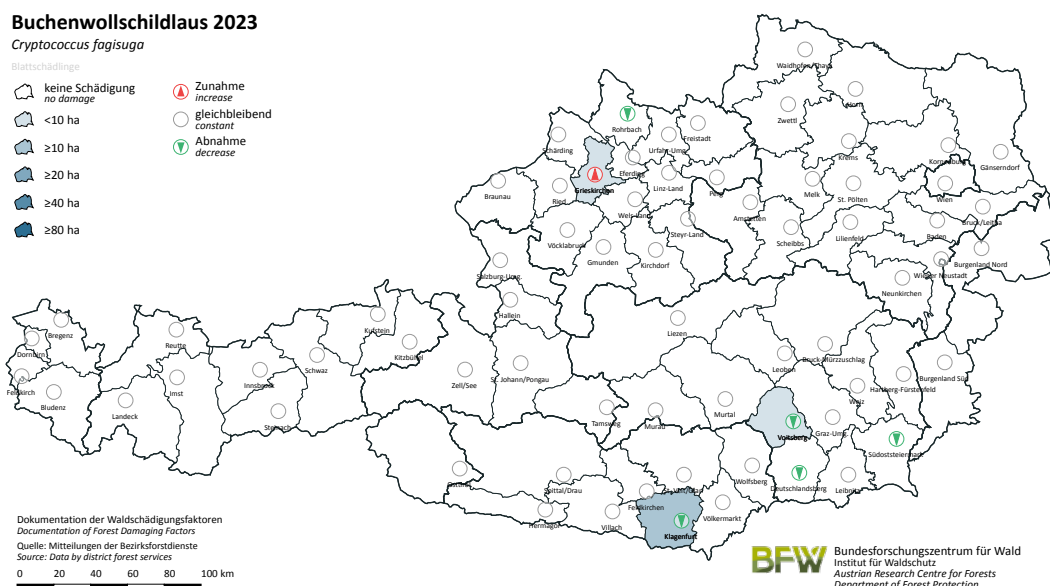 Buchenwollschildlaus 2023
Cryptococcus fagisuga
Blattschädlinge
keine Schädigung
no damage
<10 ha
≥10 ha
≥20 ha
≥40 ha
≥80 ha
Zunahme
increase
gleichbleibend
constant
Abnahme
decrease
Waidhofen/Thaya
Horn
Zwettl
Rohrbach
Freistadt
Schärding
Urfahr-Umg.
Krems
Korneuburg
Gänserndorf
Eferding
Grieskirchen
Linz-Land
Perg
Melk
St. Pölten
Wien
Braunau
Ried
Wels-Land
Amstetten
Bruck/Leitha
Steyr-Land
Lilienfeld
Baden
Vöcklabruck
Scheibbs
Gmunden
Kirchdorf
Burgenland Nord
Salzburg-Umg.
Wiener Neustadt
Neunkirchen
Hallein
Liezen
Bregenz
Kufstein
Reutte
Dornbirn
Kitzbühel
Bruck-Mürzzuschlag
Schwaz
Leoben
Zell/See
St. Johann/Pongau
Burgenland Süd
Innsbruck
Feldkirch
Imst
Hartberg-Fürstenfeld
Weiz
Bludenz
Landeck
Steinach
Murtal
Tamsweg
Murau
Voitsberg
Graz-Umg.
Südoststeiermark
Osttirol
Spittal/Drau
St. Veit/Glan
Wolfsberg
Deutschlandsberg
Leibnitz
Feldkirchen
Hermagor
Villach
Völkermarkt
Klagenfurt
Dokumentation der Waldschädigungsfaktoren
Documentation of Forest Damaging Factors
Quelle: Mitteilungen der Bezirksforstdienste
Source: Data by district forest services
0 20 40 60 80 100 km
BFW
Bundesforschungszentrum für Wald
Institut für Waldschutz
Austrian Research Centre for Forests
Department of Forest Protection